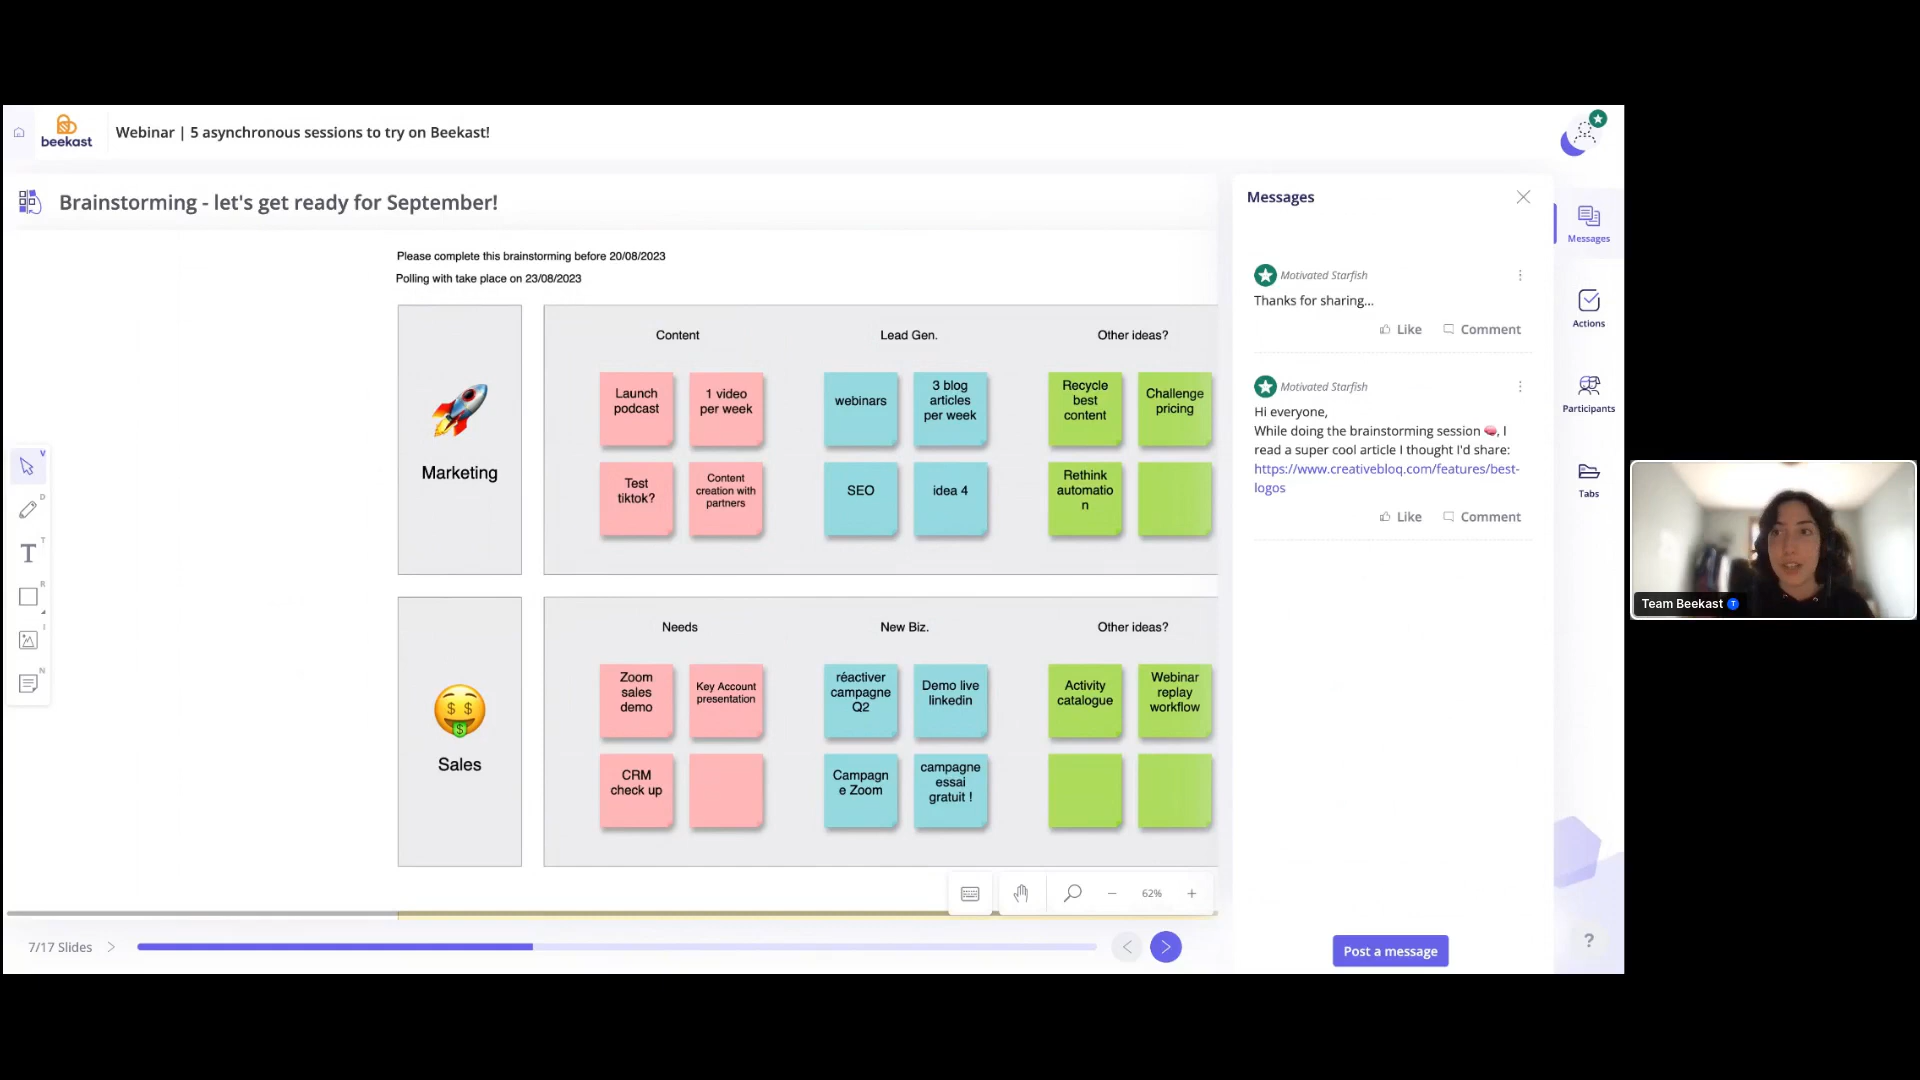 beekast
Webinar | 5 asynchronous sessions to try on Beekast!
Brainstorming - let's get ready for September!
Please complete this brainstorming before 20/08/2023
Polling with take place on 23/08/2023
Marketing
Content
Lead Gen.
Other ideas?
Launch
podcast
1 video
per week
webinars
3 blog
articles
per week
Recycle
best
content
Challenge
pricing
Test
tiktok?
Content
creation with
partners
SEO
idea 4
Rethink
automatio
n
Sales
Needs
New Biz.
Other ideas?
Zoom
sales
demo
Key Account
presentation
réactiver
campagne
Q2
Demo live
linkedin
Activity
catalogue
Webinar
replay
workflow
CRM
check up
Campagn
e Zoom
campagne
essai
gratuit !
V
D
T
T
R
I
N
62%
7/17 Slides
Messages
Motivated Starfish
Thanks for sharing...
Like
Comment
Motivated Starfish
Hi everyone,
While doing the brainstorming session 🧠, I
read a super cool article I thought I'd share:
https://www.creativebloq.com/features/best-
logos
Like
Comment
Post a message
Messages
Actions
Participants
Tabs
?
Team Beekast T